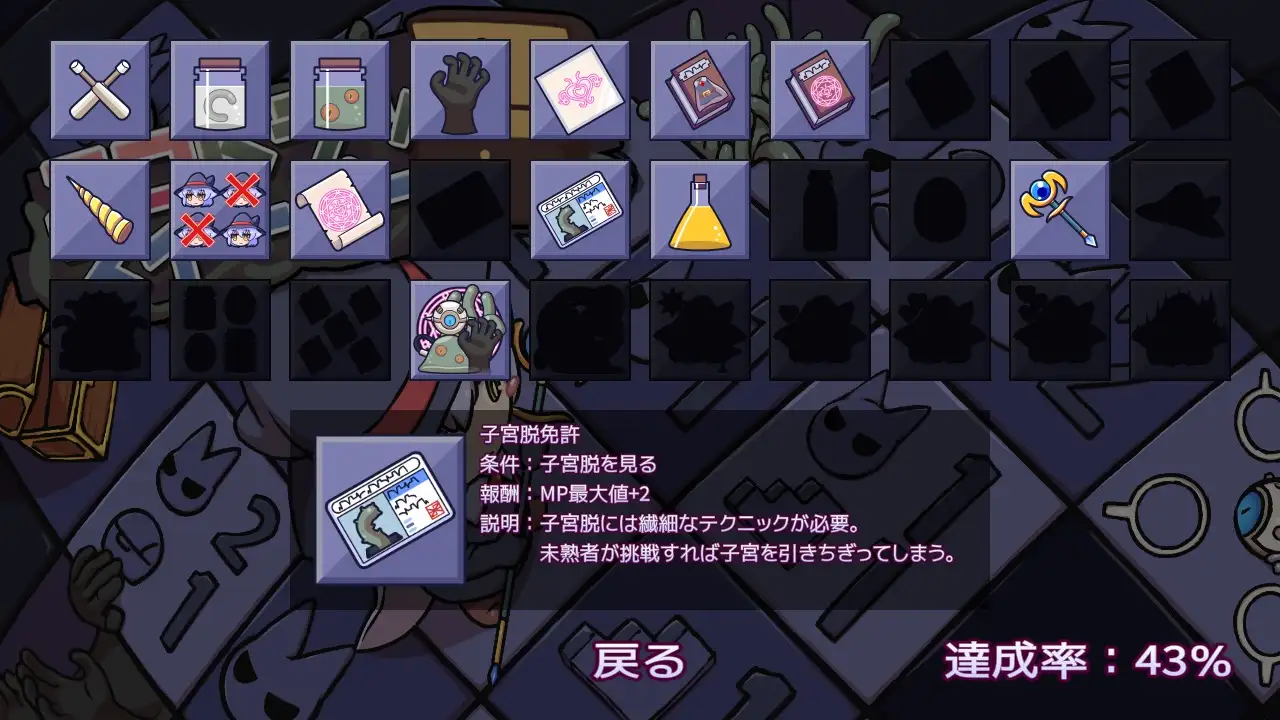 子宮脱免許
条件：子宮脱を見る
報酬：MP最大値+2
説明：子宮脱には繊細なテクニックが必要。
未熟者が挑戦すれば子宮を引きちぎってしまう。
戻る
達成率：43%